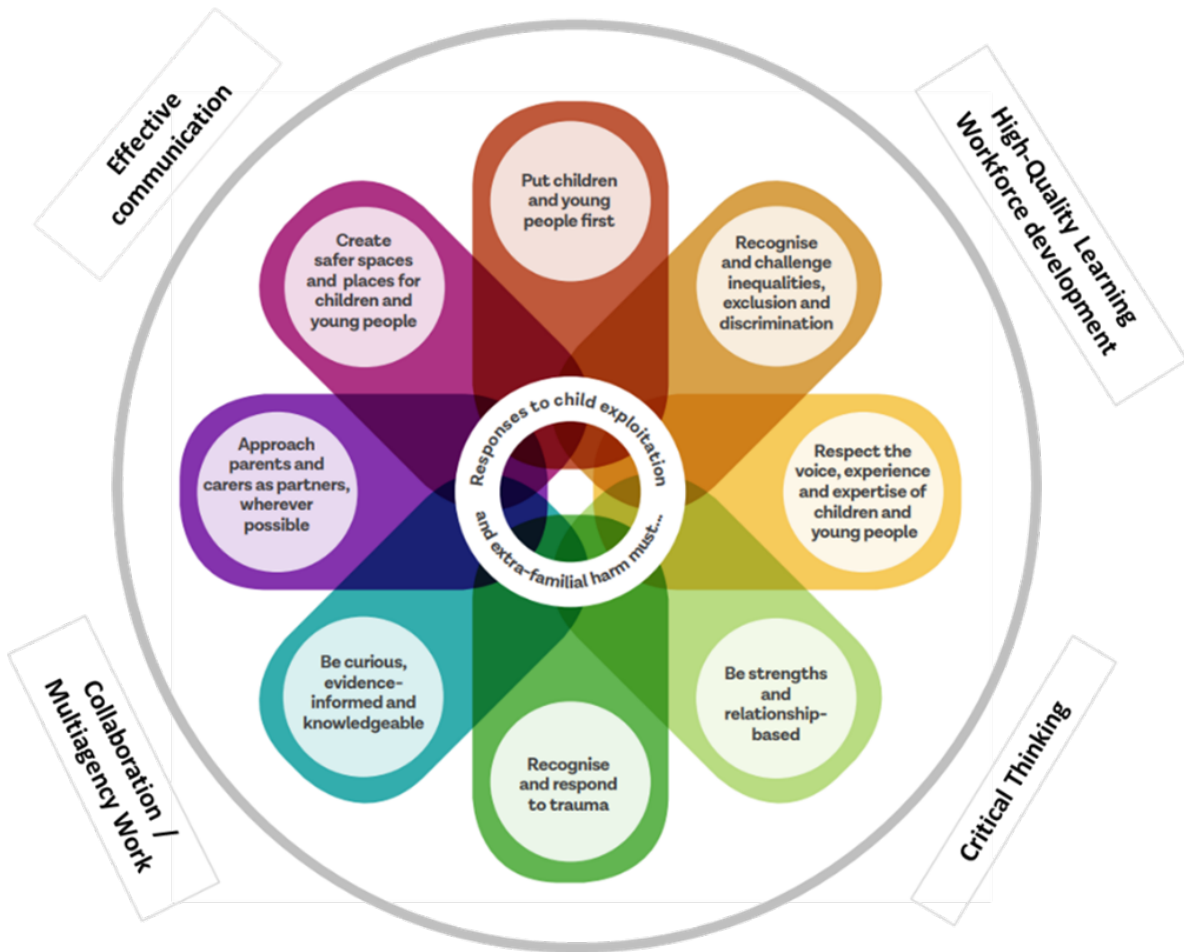 Effective
communication
High-Quality Learning
Workforce development
Put children
and young
people first
Recognise
and challenge
inequalities,
exclusion and
discrimination
Respect the
voice, experience
and expertise of
children and
young people
Be strengths
and
relationship-
based
Recognise
and respond
to trauma
Be curious,
evidence-
informed and
knowledgeable
Approach
parents and
carers as partners,
wherever
possible
Create
safer spaces
and places for
children and
young people
Responses to child exploitation
and extra-familial harm must...
Collaboration /
Multiagency Work
Critical Thinking